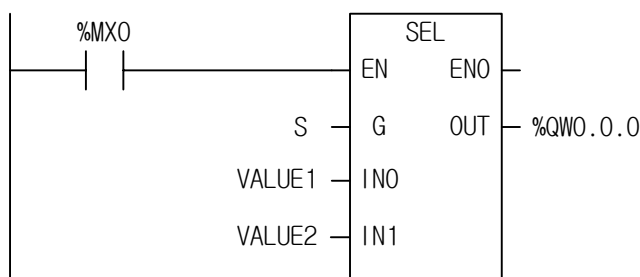 %MX0
SEL
EN ENO
S G OUT %QW0.0.0
VALUE1 IN0
VALUE2 IN1